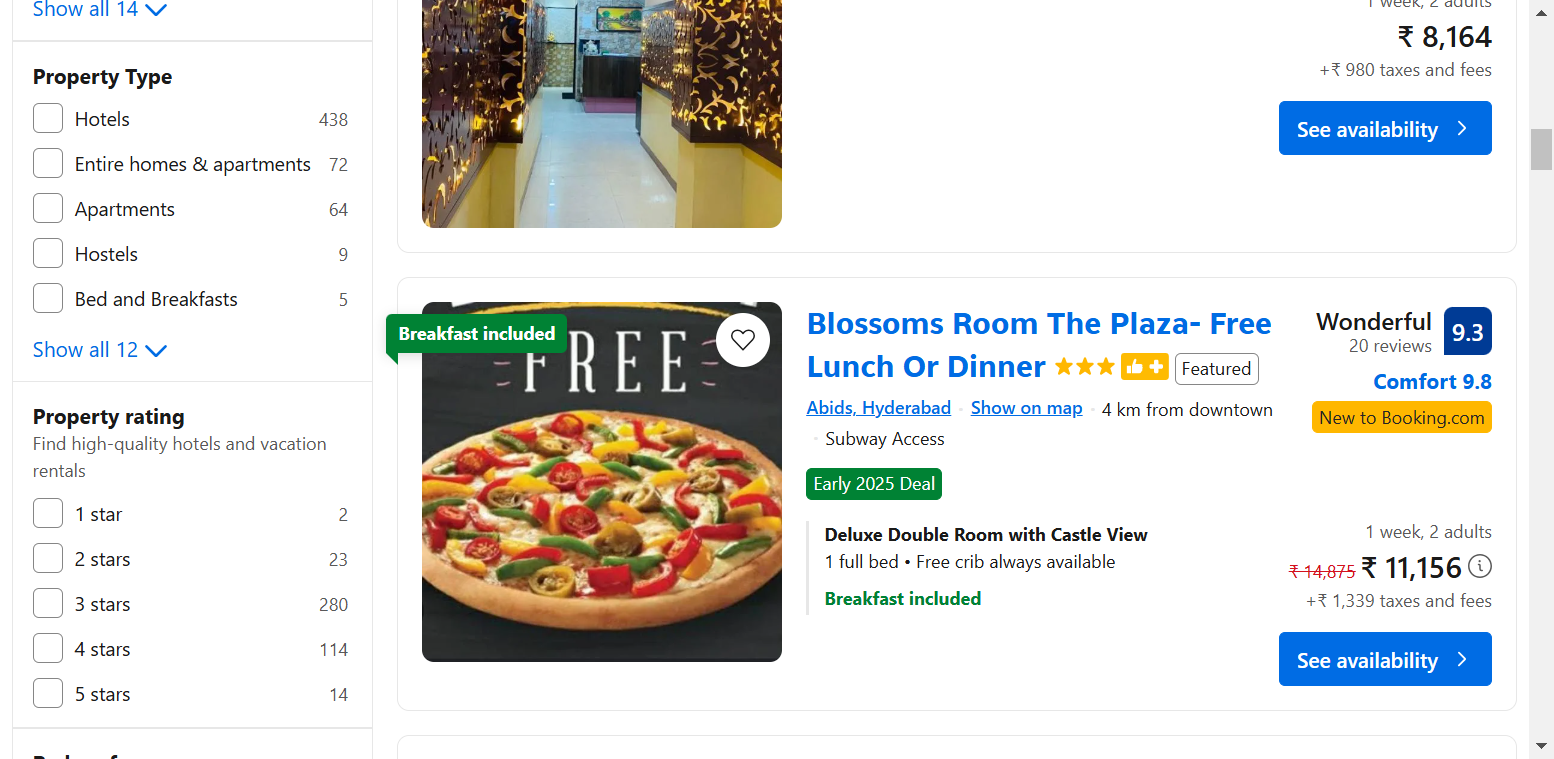 Show all 14
Property Type
Hotels 438
Entire homes & apartments 72
Apartments 64
Hostels 9
Bed and Breakfasts 5
Show all 12
Property rating
Find high-quality hotels and vacation
rentals
1 star 2
2 stars 23
3 stars 280
4 stars 114
5 stars 14
1 week, 2 adults
₹ 8,164
+₹ 980 taxes and fees
See availability
Breakfast included
FREE
Blossoms Room The Plaza- Free
Lunch Or Dinner Featured
Abids, Hyderabad Show on map 4 km from downtown
Subway Access
Early 2025 Deal
Deluxe Double Room with Castle View
1 full bed • Free crib always available
Breakfast included
Wonderful 9.3
20 reviews
Comfort 9.8
New to Booking.com
1 week, 2 adults
₹ 14,875 ₹ 11,156
+₹ 1,339 taxes and fees
See availability